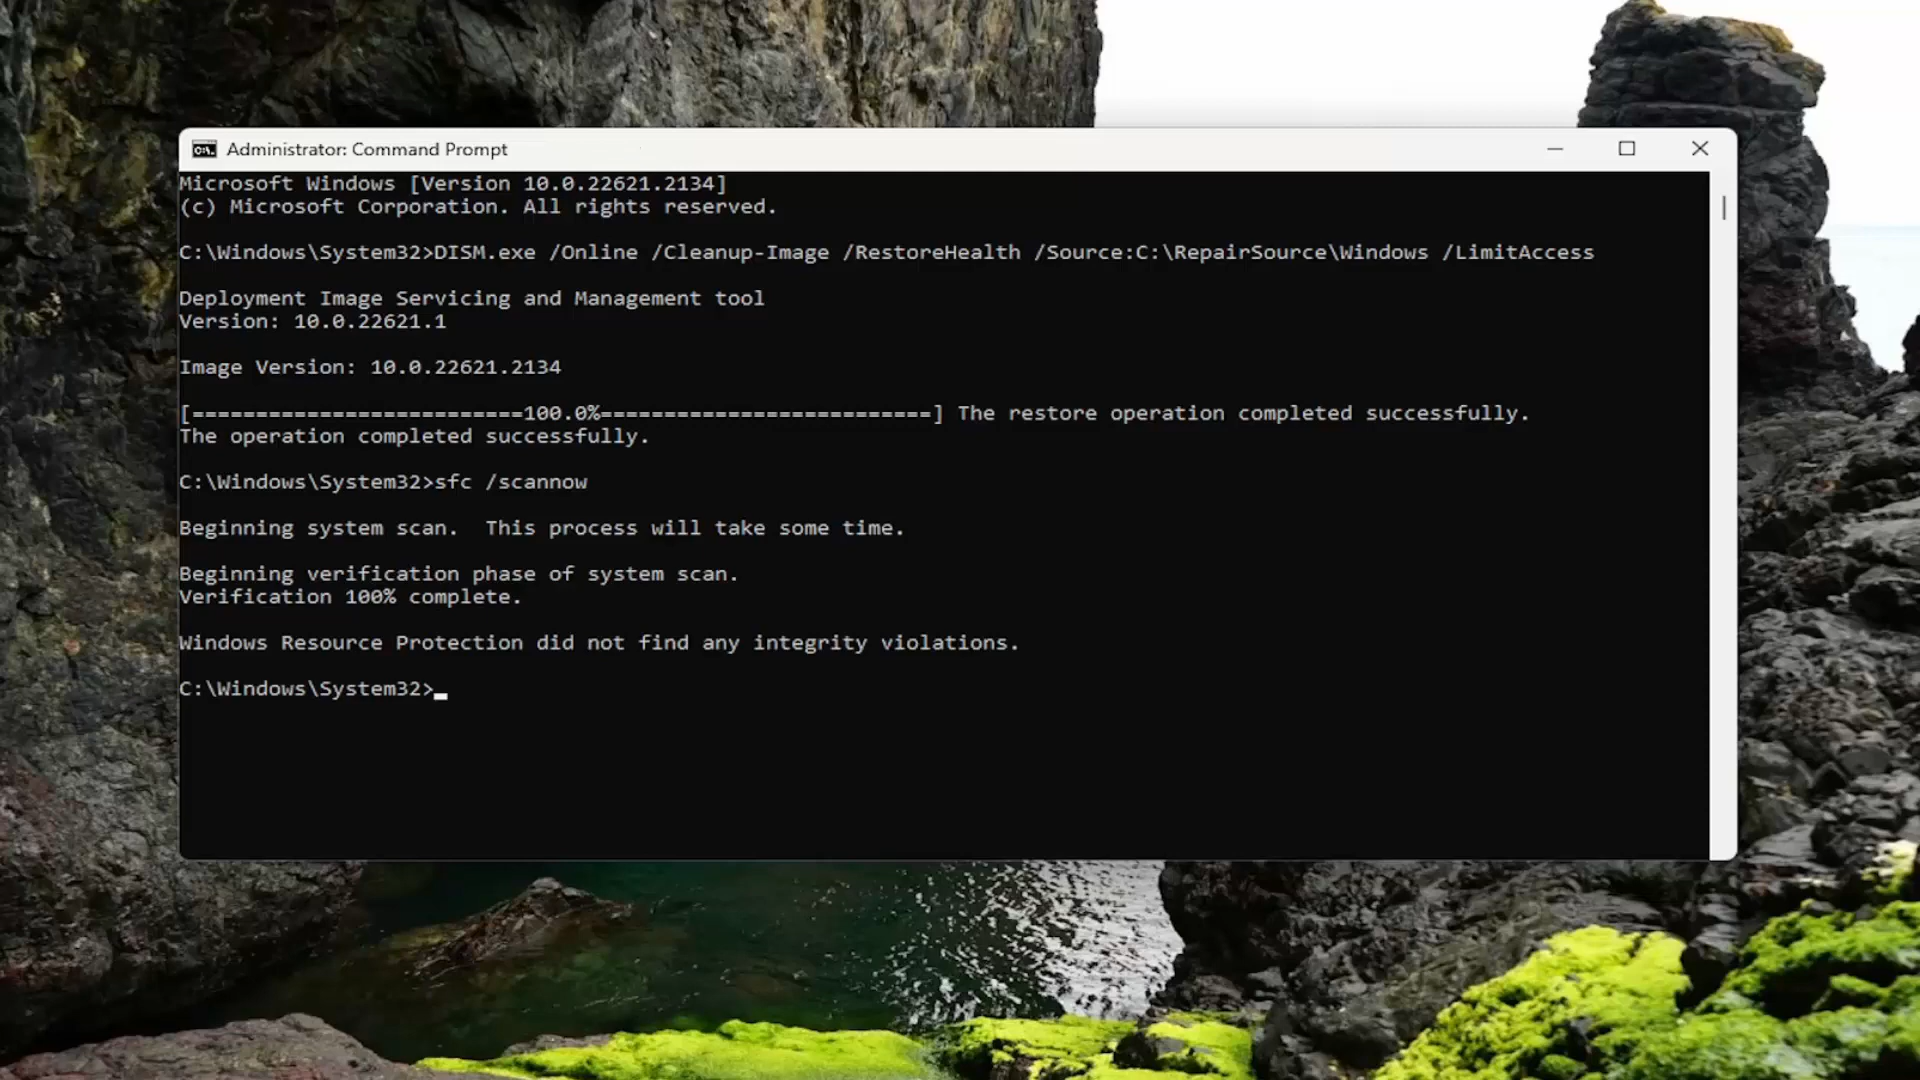 Administrator: Command Prompt
Microsoft Windows [Version 10.0.22621.2134]
(c) Microsoft Corporation. All rights reserved.
C:\Windows\System32>DISM.exe /Online /Cleanup-Image /RestoreHealth /Source:C:\RepairSource\Windows /LimitAccess
Deployment Image Servicing and Management tool
Version: 10.0.22621.1
Image Version: 10.0.22621.2134
[==========================100.0%==========================] The restore operation completed successfully.
The operation completed successfully.
C:\Windows\System32>sfc /scannow
Beginning system scan.  This process will take some time.
Beginning verification phase of system scan.
Verification 100% complete.
Windows Resource Protection did not find any integrity violations.
C:\Windows\System32>